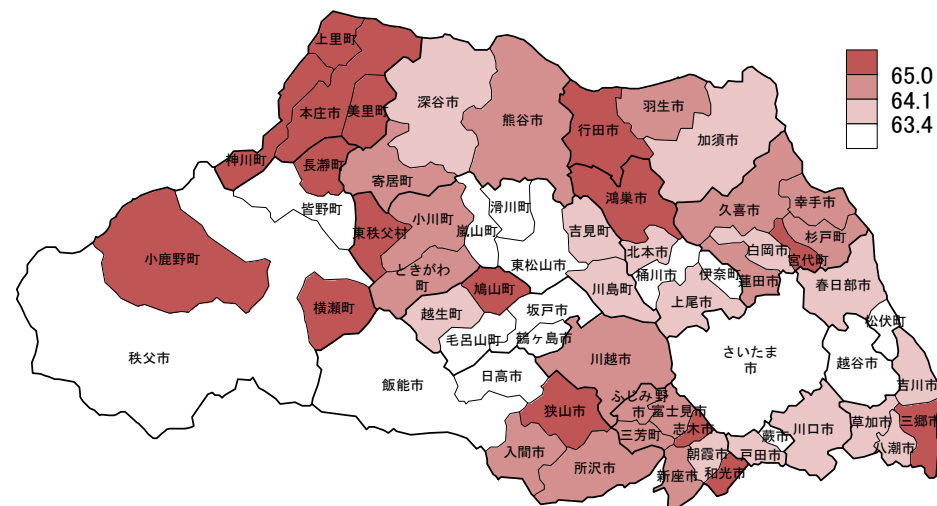 上里町
本庄市
美里町
神川町
長瀞町
深谷市
熊谷市
行田市
羽生市
加須市
65.0
64.1
63.4
寄居町
皆野町
小鹿野町
東秩父村
小川町
嵐山町
滑川町
吉見町
鴻巣市
北本市
久喜市
幸手市
杉戸町
宮代町
白岡市
蓮田市
ときがわ
町
東松山市
桶川市
伊奈町
上尾市
春日部市
川島町
鳩山町
横瀬町
越生町
坂戸市
毛呂山町
鶴ヶ島市
秩父市
飯能市
日高市
川越市
さいたま
市
松伏町
越谷市
吉川市
狭山市
ふじみ野
市
富士見市
志木市
三芳町
入間市
所沢市
新座市
朝霞市
和光市
戸田市
蕨市
川口市
草加市
八潮市
三郷市